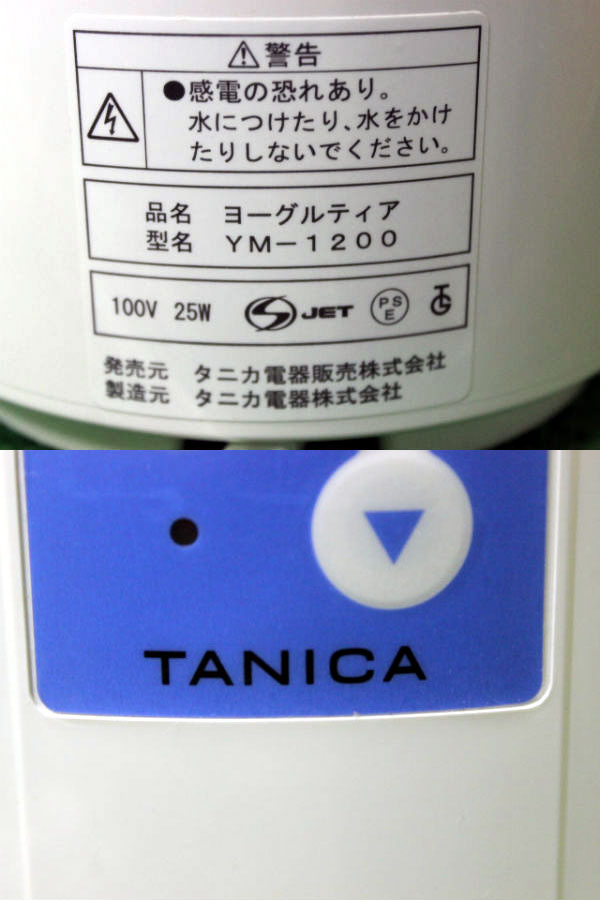 ⚠警告
●感電の恐れあり。
水につけたり、水をかけ
たりしないでください。
品名 ヨーグルティア
型名 YM-1200
100V 25W S JET PSE TG
発売元 タニカ電器販売株式会社
製造元 タニカ電器株式会社
TANICA